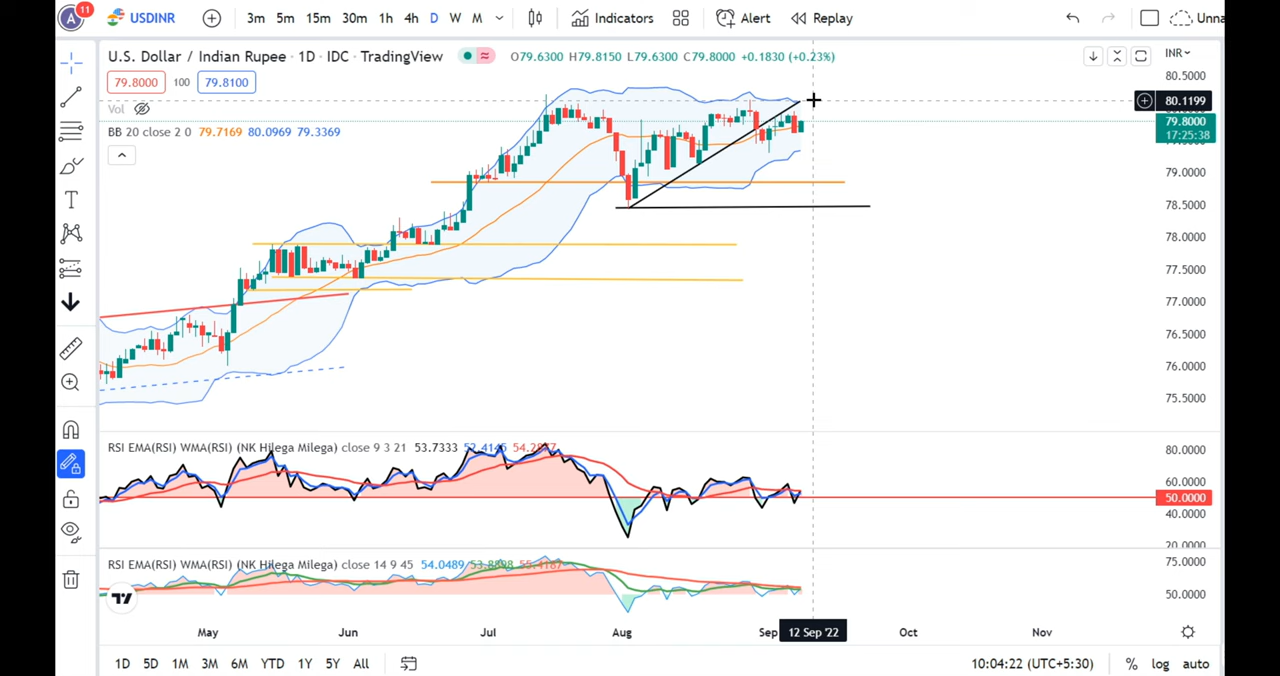 A 11 USDINR 3m 5m 15m 30m 1h 4h D W M Indicators Alert Replay Unna
U.S. Dollar / Indian Rupee · 1D · IDC · TradingView O79.6300 H79.8150 L79.6300 C79.8000 +0.1830 (+0.23%) INR
79.8000 100 79.8100
Vol
BB 20 close 2 0 79.7169 80.0969 79.3369
80.5000
80.1199
79.8000
17:25:38
79.0000
78.5000
78.0000
77.5000
77.0000
76.5000
76.0000
75.5000
RSI EMA(RSI) WMA(RSI) (NK Hilega Milega) close 9 3 21 53.7333
80.0000
60.0000
50.0000
40.0000
20.0000
RSI EMA(RSI) WMA(RSI) (NK Hilega Milega) close 14 9 45 54.0489
75.0000
50.0000
May Jun Jul Aug Sep 12 Sep '22 Oct Nov
1D 5D 1M 3M 6M YTD 1Y 5Y All 10:04:22 (UTC+5:30) % log auto